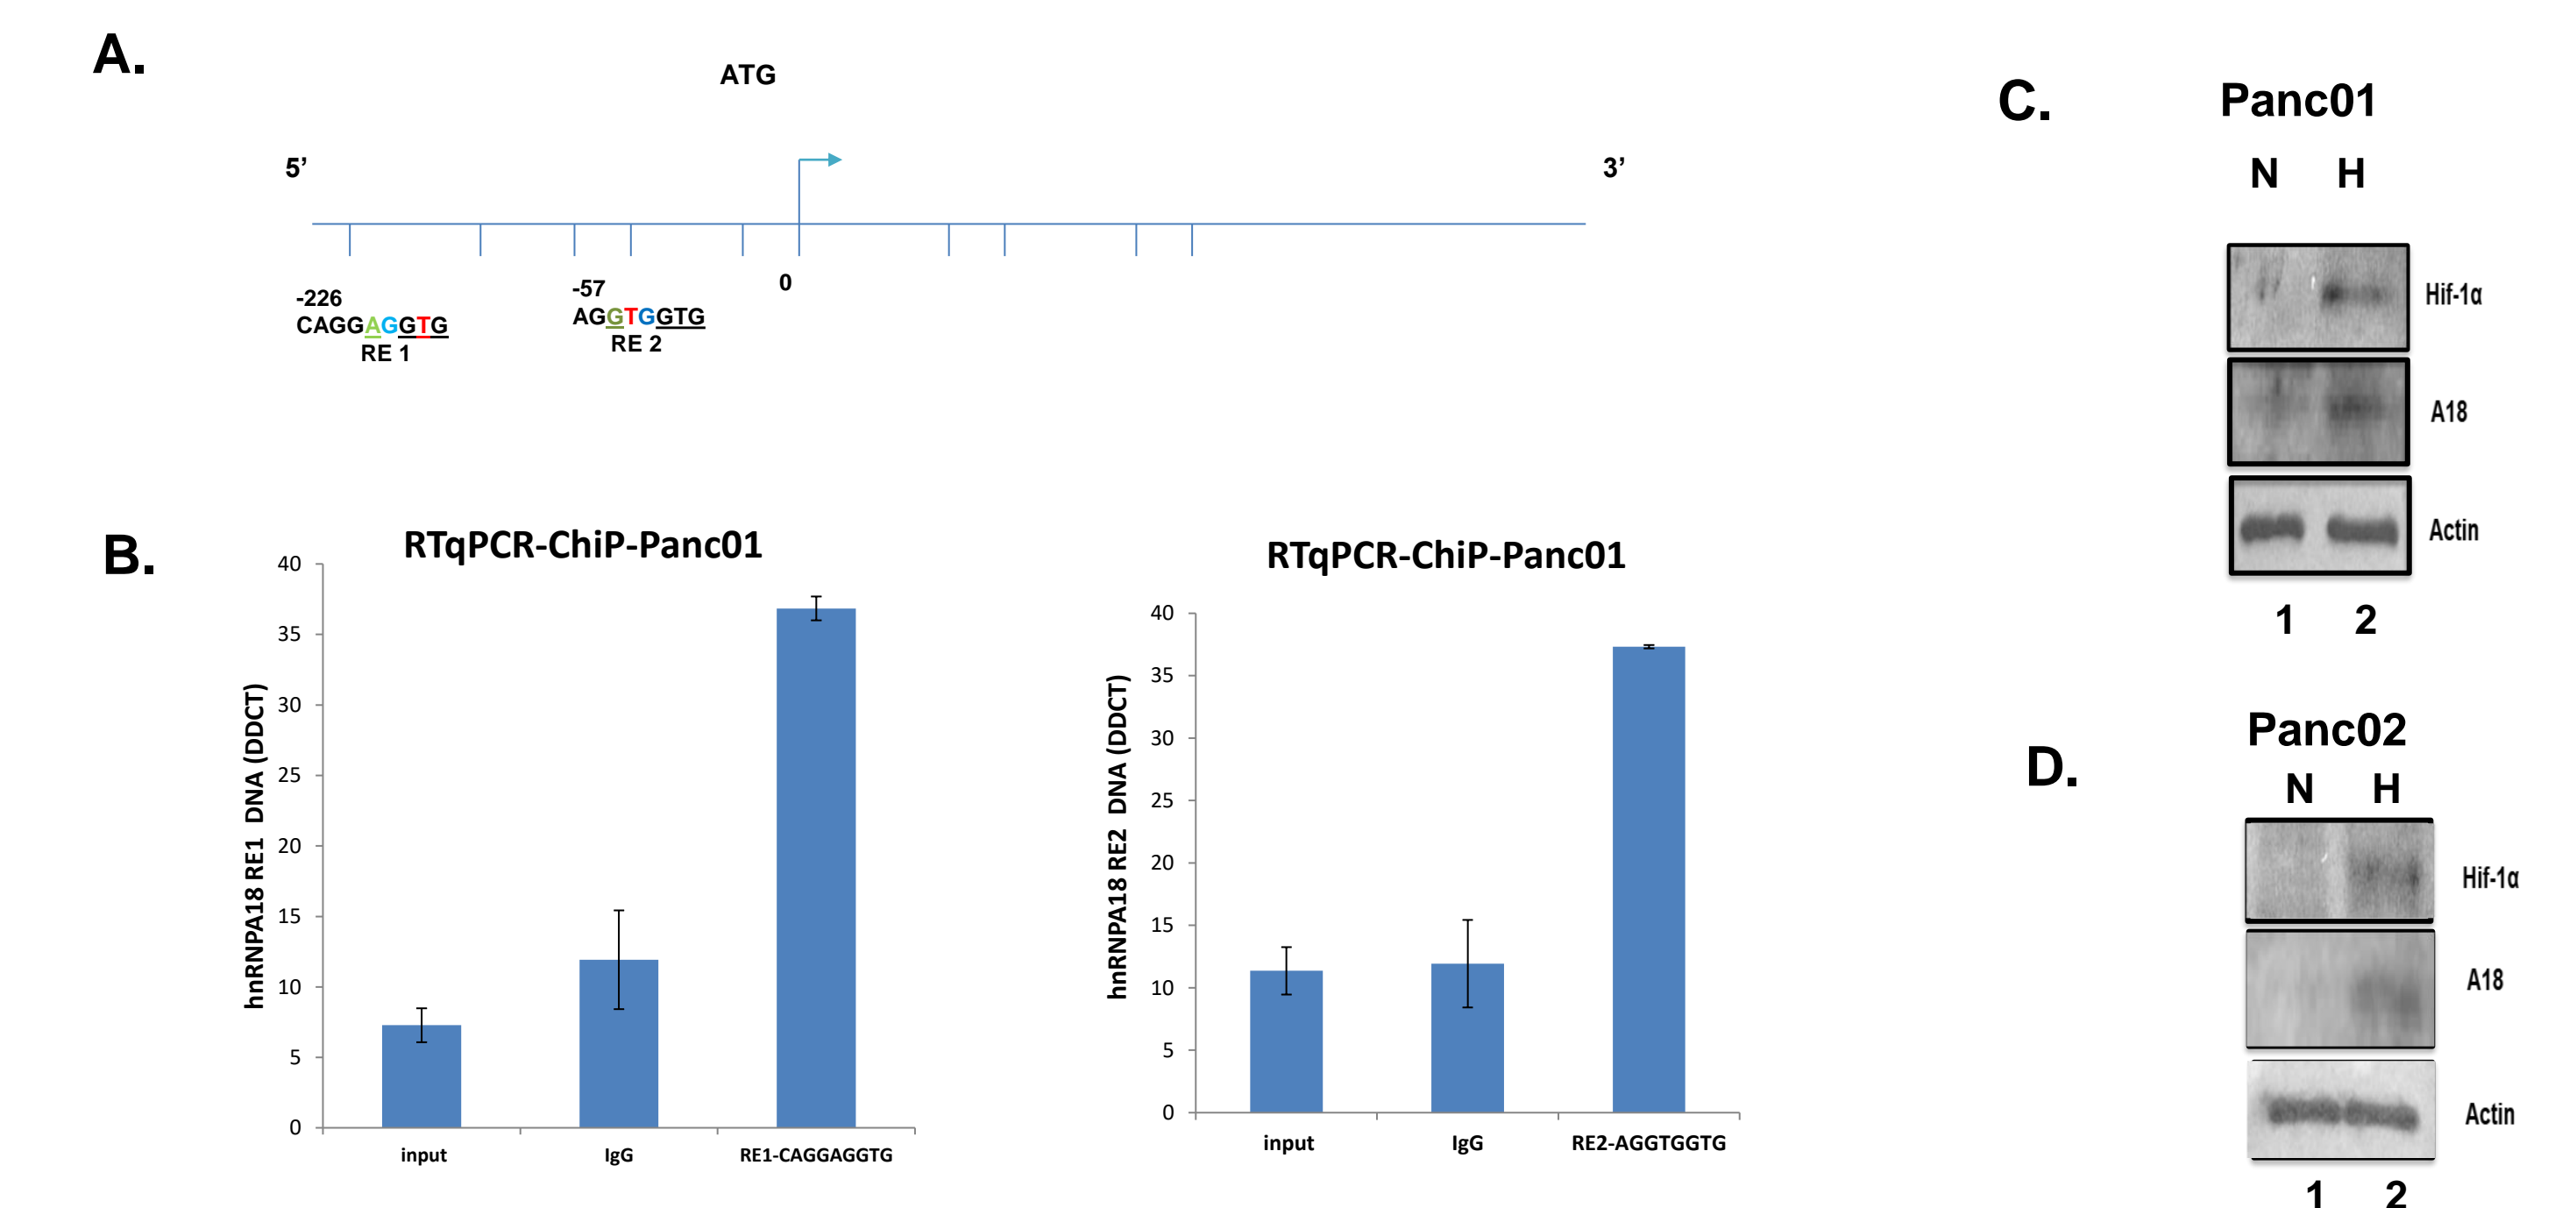 A.
ATG
5’
3’
-226
CAGGAGGTG
RE 1
-57
AGGTGGTG
RE 2
0
B.
RTqPCR-ChiP-Panc01
hnRNPA18 RE1 DNA (DDCT)
40
35
30
25
20
15
10
5
0
input
IgG
RE1-CAGGAGGTG
RTqPCR-ChiP-Panc01
hnRNPA18 RE2 DNA (DDCT)
40
35
30
25
20
15
10
5
0
input
IgG
RE2-AGGTGGTG
C.
Panc01
N H
Hif-1α
A18
Actin
1 2
D.
Panc02
N H
Hif-1α
A18
Actin
1 2